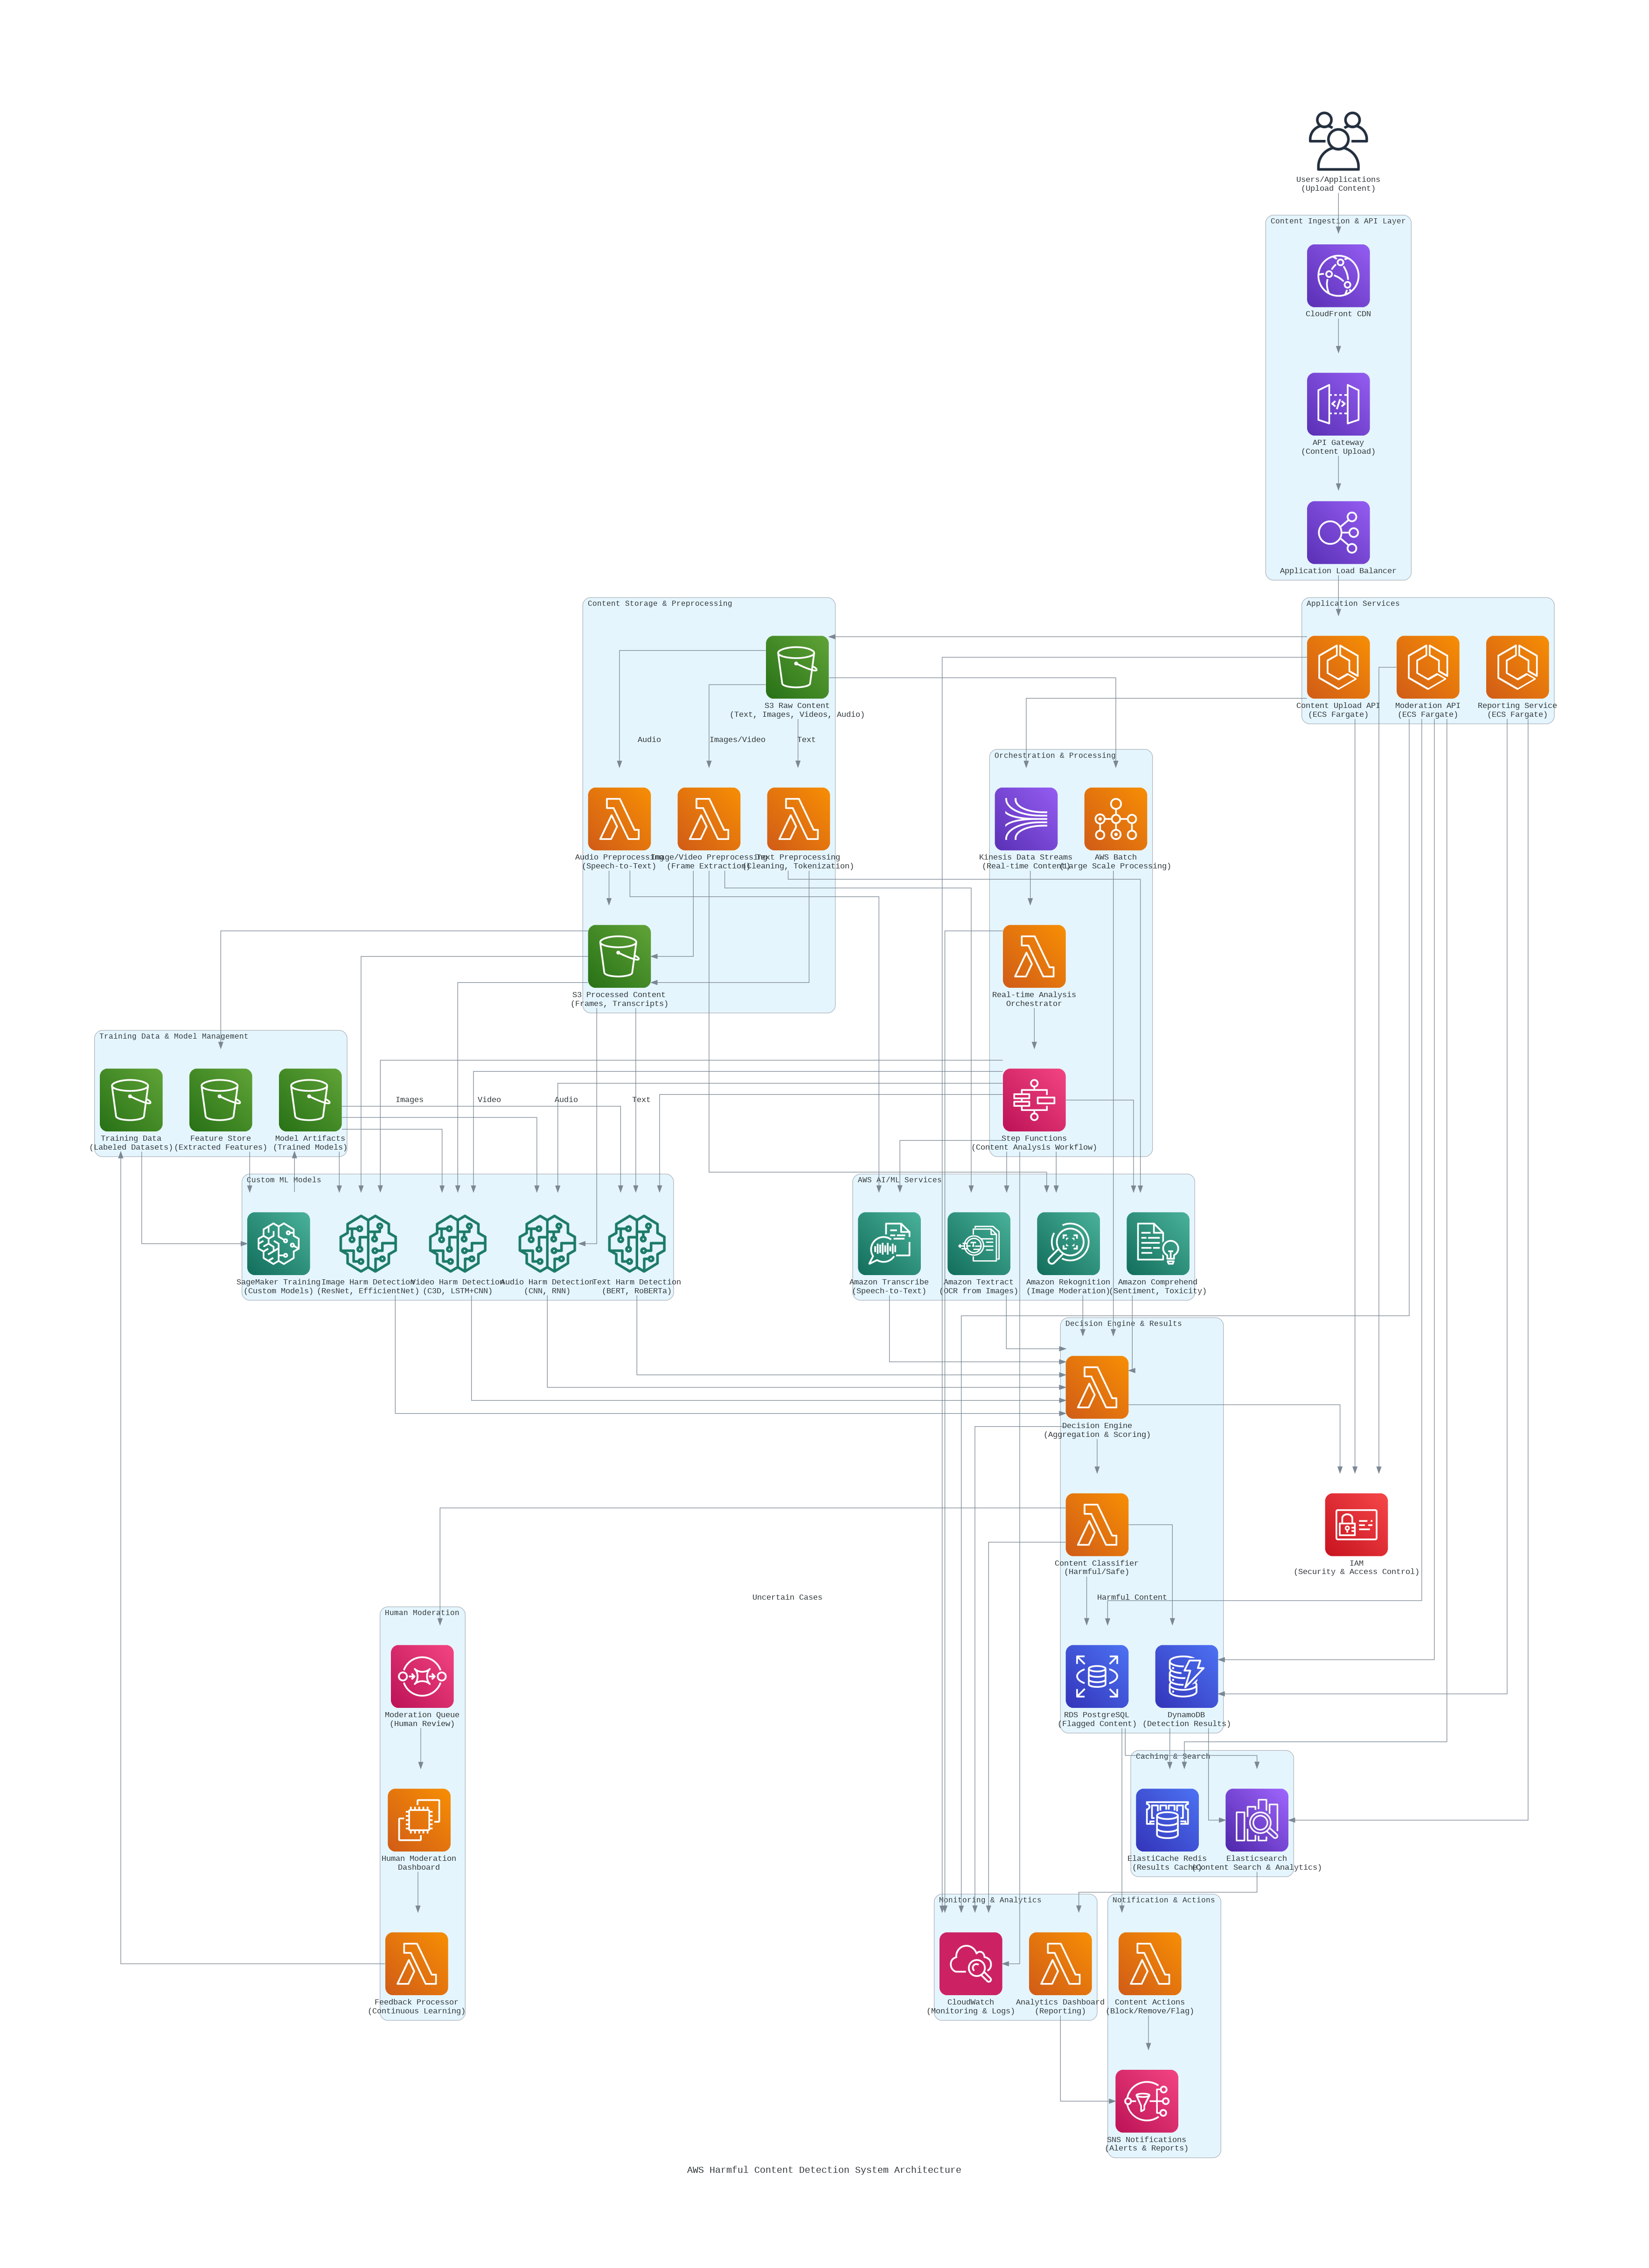 Users/Applications
(Upload Content)
Content Ingestion & API Layer
CloudFront CDN
API Gateway
(Content Upload)
Application Load Balancer
Content Storage & Preprocessing
Application Services
S3 Raw Content
(Text, Images, Videos, Audio)
Content Upload API
(ECS Fargate)
Moderation API
(ECS Fargate)
Reporting Service
(ECS Fargate)
Audio
Images/Video
Text
Orchestration & Processing
Audio Preprocessing
(Speech-to-Text)
Image/Video Preprocessing
(Frame Extraction)
Text Preprocessing
(Cleaning, Tokenization)
Kinesis Data Streams
(Real-time Content)
AWS Batch
(Large Scale Processing)
S3 Processed Content
(Frames, Transcripts)
Real-time Analysis
Orchestrator
Training Data & Model Management
Images
Video
Audio
Text
Training Data
(Labeled Datasets)
Feature Store
(Extracted Features)
Model Artifacts
(Trained Models)
Step Functions
(Content Analysis Workflow)
Custom ML Models
AWS AI/ML Services
SageMaker Training
(Custom Models)
Image Harm Detection
(ResNet, EfficientNet)
Video Harm Detection
(C3D, LSTM+CNN)
Audio Harm Detection
(CNN, RNN)
Text Harm Detection
(BERT, RoBERTa)
Amazon Transcribe
(Speech-to-Text)
Amazon Textract
(OCR from Images)
Amazon Rekognition
(Image Moderation)
Amazon Comprehend
(Sentiment, Toxicity)
Decision Engine & Results
Decision Engine
(Aggregation & Scoring)
Content Classifier
(Harmful/Safe)
IAM
(Security & Access Control)
Uncertain Cases
Harmful Content
Human Moderation
Moderation Queue
(Human Review)
RDS PostgreSQL
(Flagged Content)
DynamoDB
(Detection Results)
Caching & Search
Human Moderation
Dashboard
ElastiCache Redis
(Results Cache)
Elasticsearch
(Content Search & Analytics)
Monitoring & Analytics
Notification & Actions
Feedback Processor
(Continuous Learning)
CloudWatch
(Monitoring & Logs)
Analytics Dashboard
(Reporting)
Content Actions
(Block/Remove/Flag)
SNS Notifications
(Alerts & Reports)
AWS Harmful Content Detection System Architecture